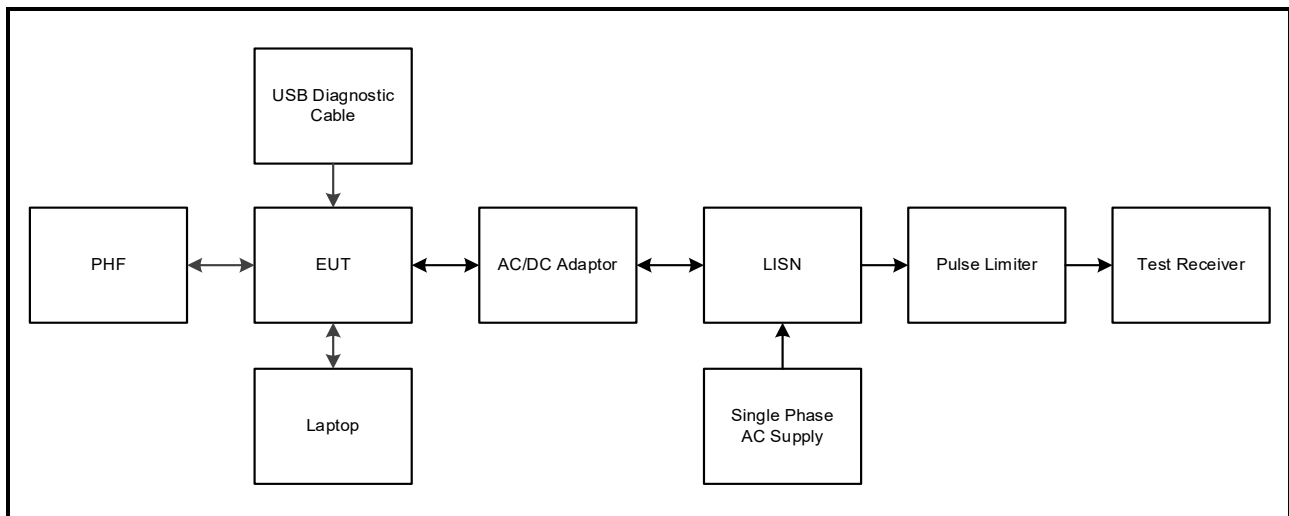 USB Diagnostic
Cable
PHF
EUT
AC/DC Adaptor
LISN
Pulse Limiter
Test Receiver
Laptop
Single Phase
AC Supply